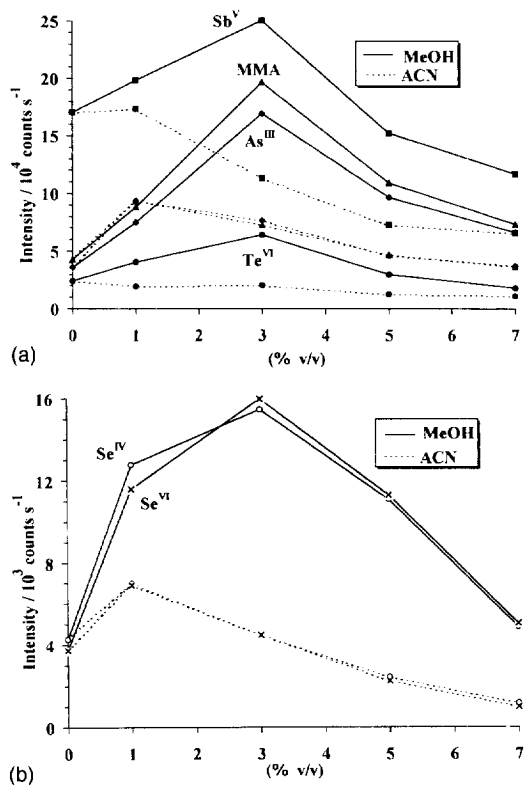 Sb^V
25
MeOH
ACN
20
MMA
15
As^III
10
5
Te^VI
0
Intensity / 10^4 counts s^-1
0 1 2 3 4 5 6 7
(% v/v)
(a)
16
MeOH
ACN
Se^IV
12
Se^VI
8
4
0
Intensity / 10^3 counts s^-1
0 1 2 3 4 5 6 7
(% v/v)
(b)